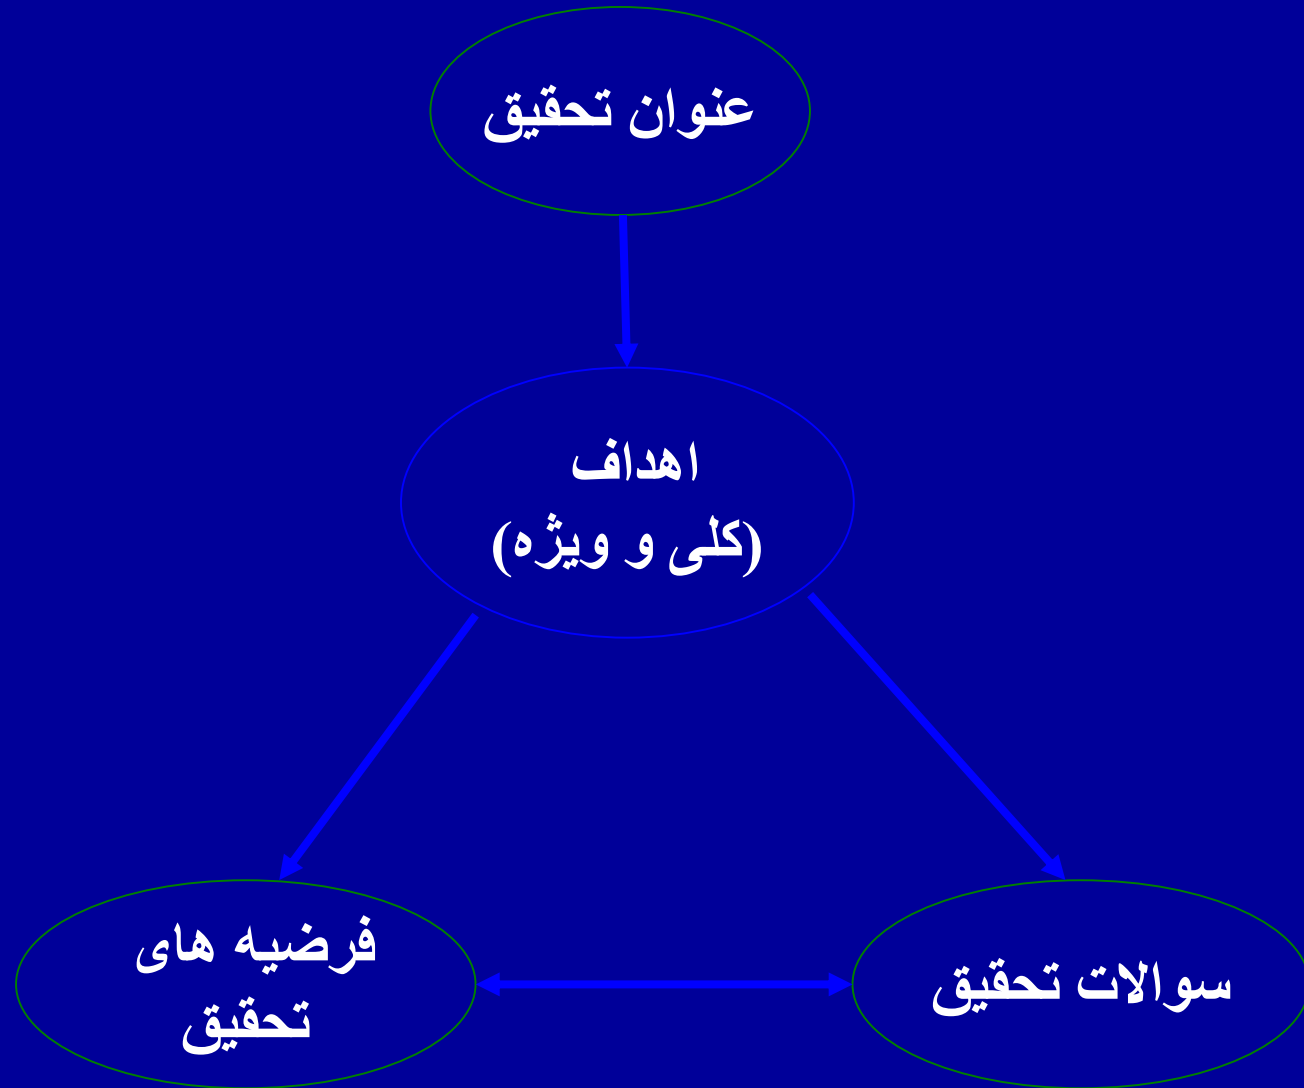 عنوان تحقیق
اهداف
(کلی و ویژه)
سوالات تحقیق
فرضیه های
تحقیق